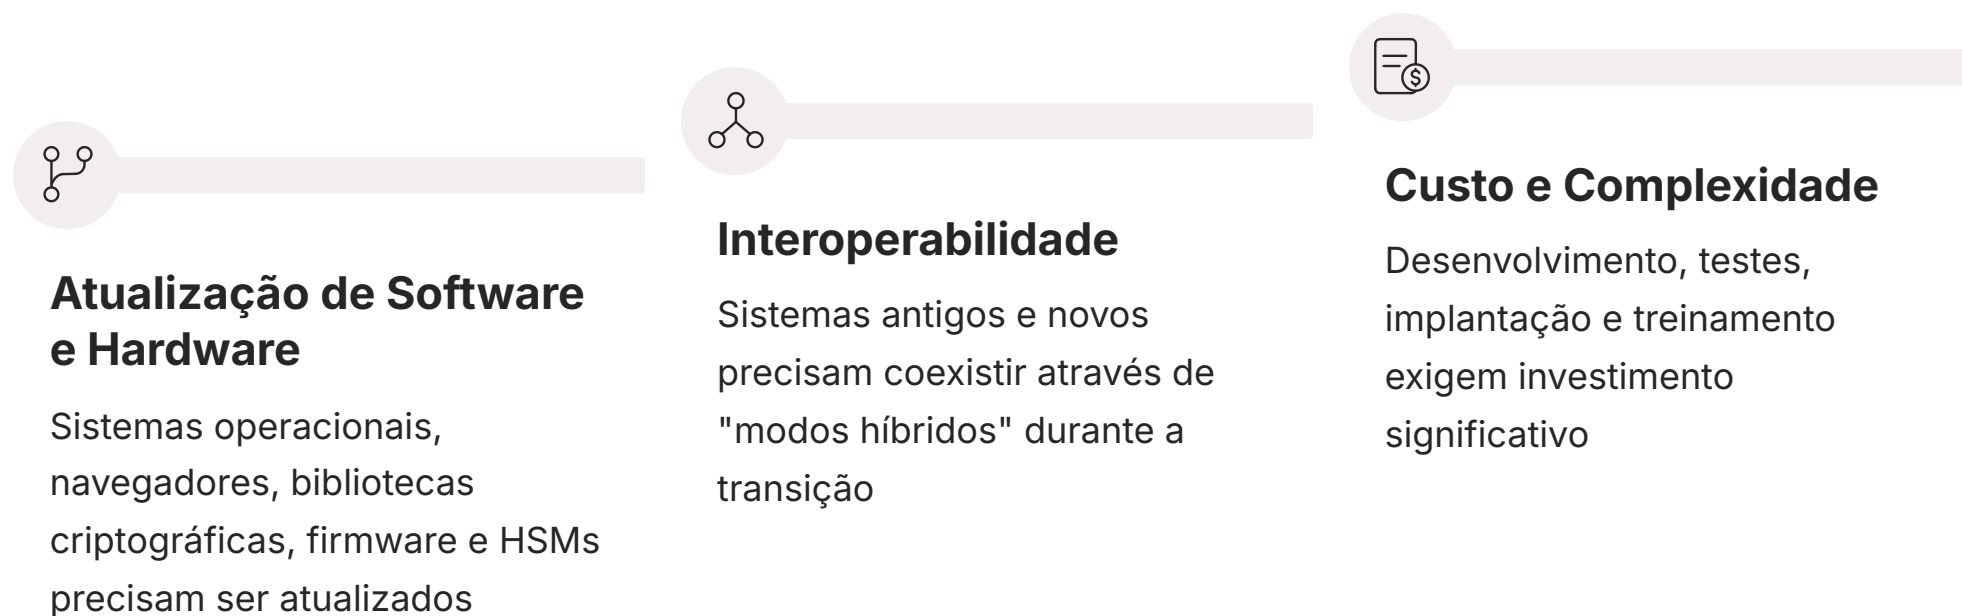 Atualização de Software
e Hardware
Sistemas operacionais,
navegadores, bibliotecas
criptográficas, firmware e HSMs
precisam ser atualizados
Interoperabilidade
Sistemas antigos e novos
precisam coexistir através de
"modos híbridos" durante a
transição
$
Custo e Complexidade
Desenvolvimento, testes,
implantação e treinamento
exigem investimento
significativo